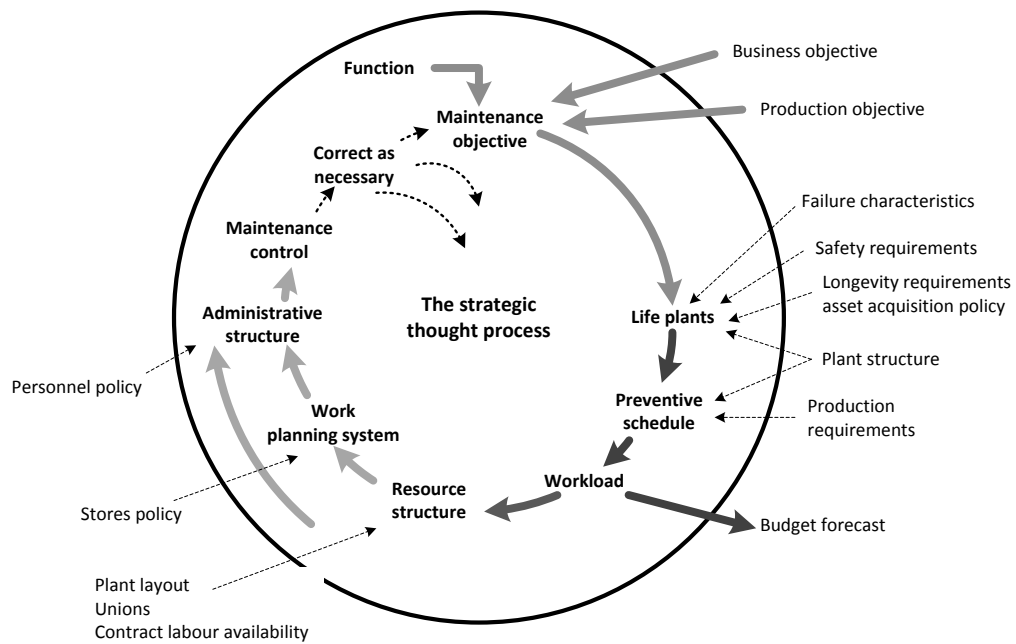 Function
Business objective
Production objective
Maintenance
objective
Correct as
necessary
Failure characteristics
Maintenance
control
Safety requirements
Longevity requirements
asset acquisition policy
The strategic
thought process
Administrative
structure
Life plants
Plant structure
Personnel policy
Preventive
schedule
Production
requirements
Work
planning system
Workload
Resource
structure
Stores policy
Budget forecast
Plant layout
Unions
Contract labour availability